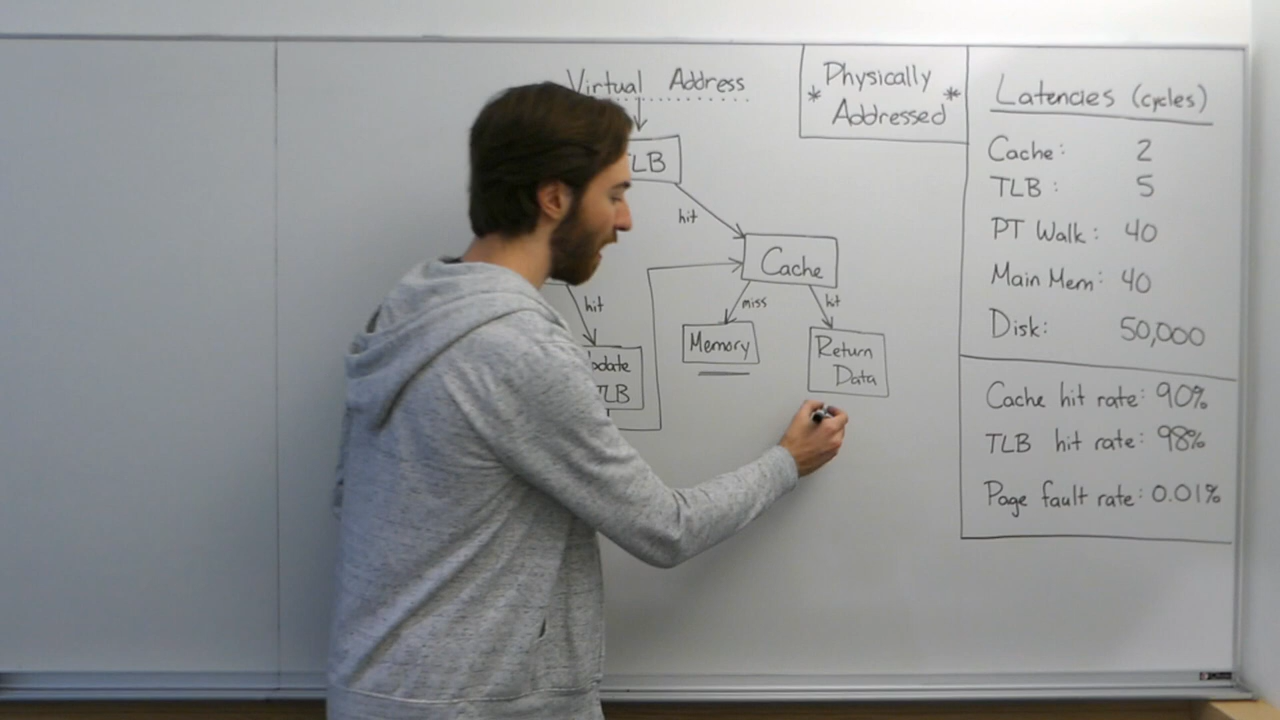 Virtual Address
* Physically *
Addressed
LB
hit
Cache
miss
hit
hit
Memory
Return
Data
pdate
TLB
Latencies (cycles)
Cache: 2
TLB: 5
PT Walk: 40
Main Mem: 40
Disk: 50,000
Cache hit rate: 90%
TLB hit rate: 98%
Page fault rate: 0.01%